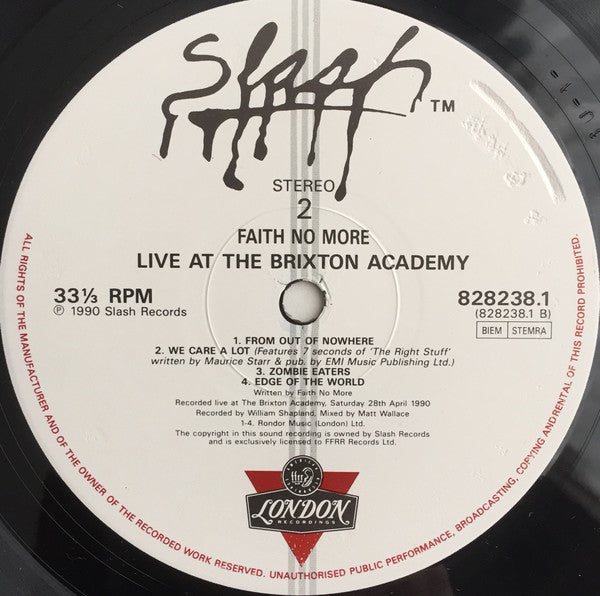 Slash
TM
STEREO
2
FAITH NO MORE
LIVE AT THE BRIXTON ACADEMY
33⅓ RPM
℗ 1990 Slash Records
828238.1
(828238.1 B)
BIEM STEMRA
1. FROM OUT OF NOWHERE
2. WE CARE A LOT (Features 7 seconds of 'The Right Stuff'
written by Maurice Starr & pub. by EMI Music Publishing Ltd.)
3. ZOMBIE EATERS
4. EDGE OF THE WORLD
Written by Faith No More
Recorded live at The Brixton Academy, Saturday 28th April 1990
Recorded by William Shapland, Mixed by Matt Wallace
1-4. Rondor Music (London) Ltd.
The copyright in this sound recording is owned by Slash Records
and is exclusively licensed to FFRR Records Ltd.
ffrr
LONDON
RECORDINGS
ALL RIGHTS OF THE MANUFACTURER AND OF THE OWNER OF THE RECORDED WORK RESERVED. UNAUTHORISED PUBLIC PERFORMANCE, BROADCASTING, COPYING AND RENTAL OF THIS RECORD PROHIBITED.